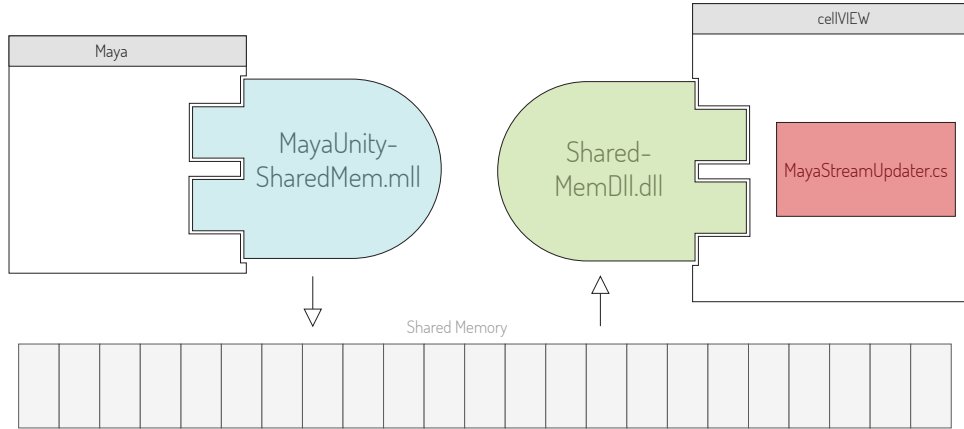 Maya
cellVIEW
MayaUnity-
SharedMem.mll
Shared-
MemDll.dll
MayaStreamUpdater.cs
Shared Memory